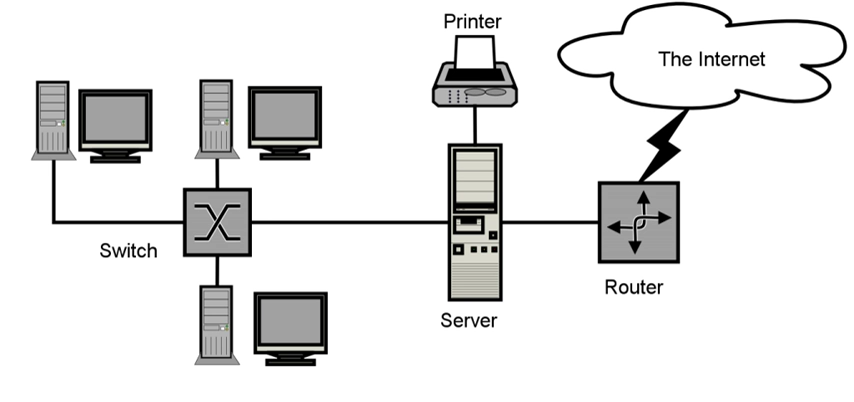 Printer
The Internet
Switch
Router
Server